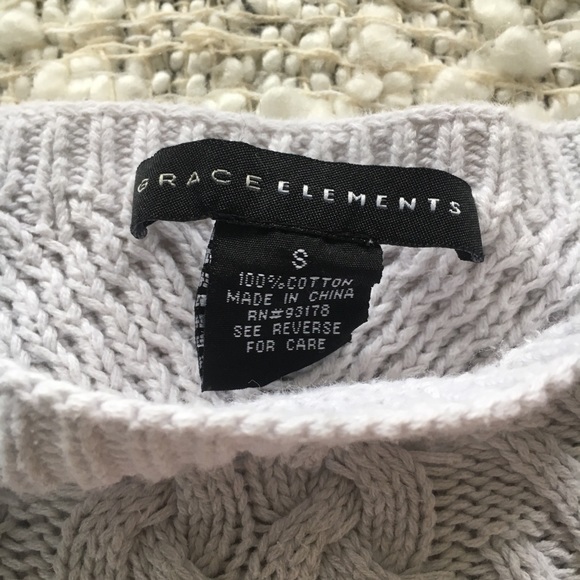 GRACE ELEMENTS
S
100% COTTON
MADE IN CHINA
RN#93178
SEE REVERSE
FOR CARE